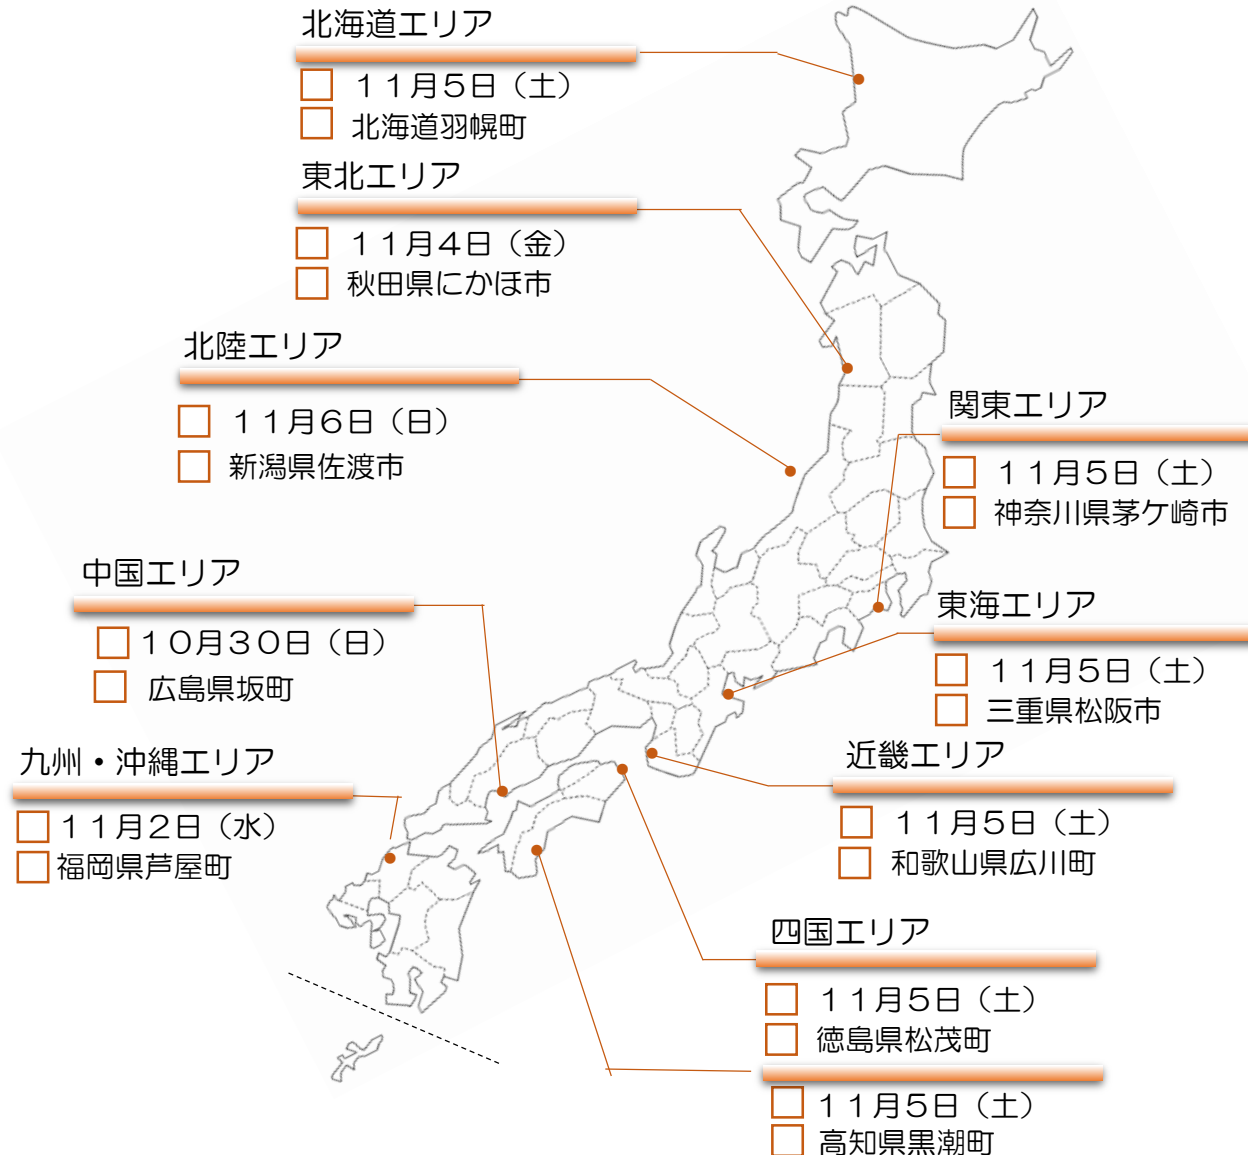 北海道エリア
１１月５日（土）
北海道羽幌町
東北エリア
１１月４日（金）
秋田県にかほ市
北陸エリア
１１月６日（日）
新潟県佐渡市
関東エリア
１１月５日（土）
神奈川県茅ケ崎市
中国エリア
１０月３０日（日）
広島県坂町
東海エリア
１１月５日（土）
三重県松阪市
九州・沖縄エリア
１１月２日（水）
福岡県芦屋町
近畿エリア
１１月５日（土）
和歌山県広川町
四国エリア
１１月５日（土）
徳島県松茂町
１１月５日（土）
高知県黒潮町